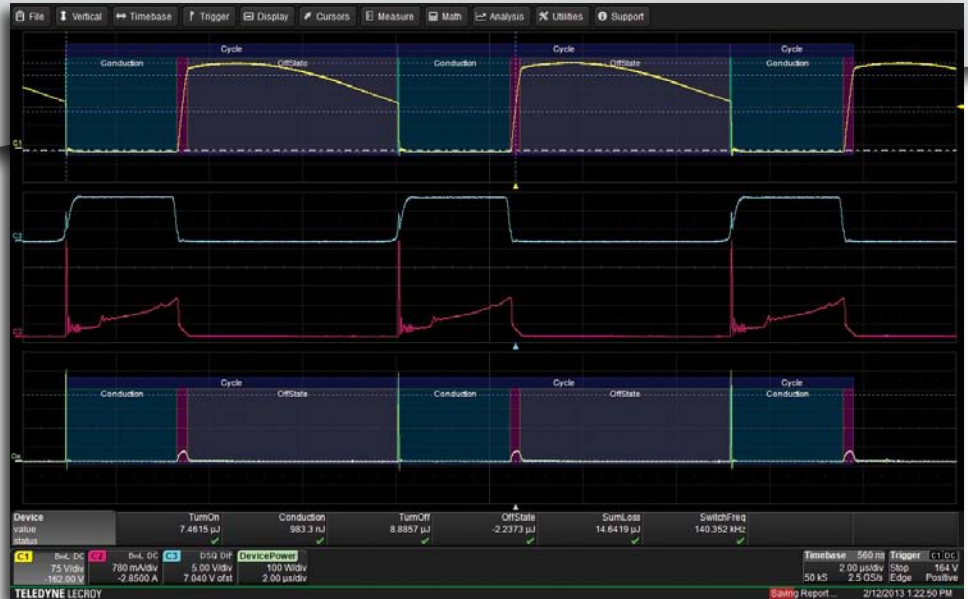 File Vertical Timebase Trigger Display Cursors Measure Math Analysis Utilities Support
Cycle Cycle Cycle
Conduction OffState Conduction OffState Conduction
C1
C3
C2
Cycle Cycle Cycle
Conduction OffState Conduction OffState Conduction
Device TurnOn Conduction TurnOff OffState SumLoss SwitchFreq
value 7.4615 µJ 983.3 nJ 8.8857 µJ -2.2373 µJ 14.6419 µJ 140.352 kHz
status
C1 BwL DC C2 BwL DC C3 DSQ DIF DevicePower Timebase 560 ns Trigger C1 DC
75 V/div 780 mA/div 5.00 V/div 100 W/div 2.00 µs/div Stop 164 V
-162.00 V -2.8500 A 7.040 V ofst 2.00 µs/div 50 kS 2.5 GS/s Edge Positive
TELEDYNE LECROY Saving Report... 2/12/2013 1:22:50 PM